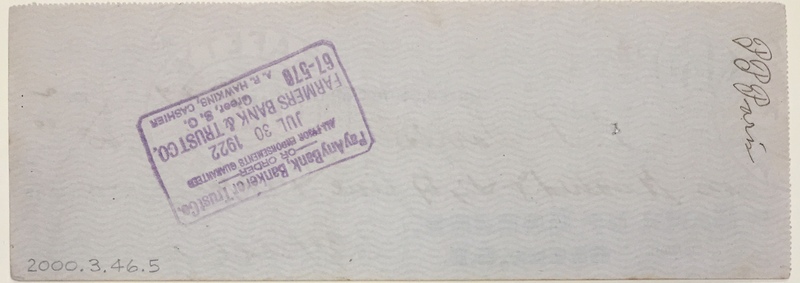 Pay Any Bank, Banker or Trust Co.
OR ORDER
ALL PRIOR ENDORSEMENTS GUARANTEED
JUL 30 1922
FARMERS BANK & TRUST CO.
Greer, S. C.
67-578 A. R. HAWKINS, CASHIER
P P Paris
2000.3.46.5